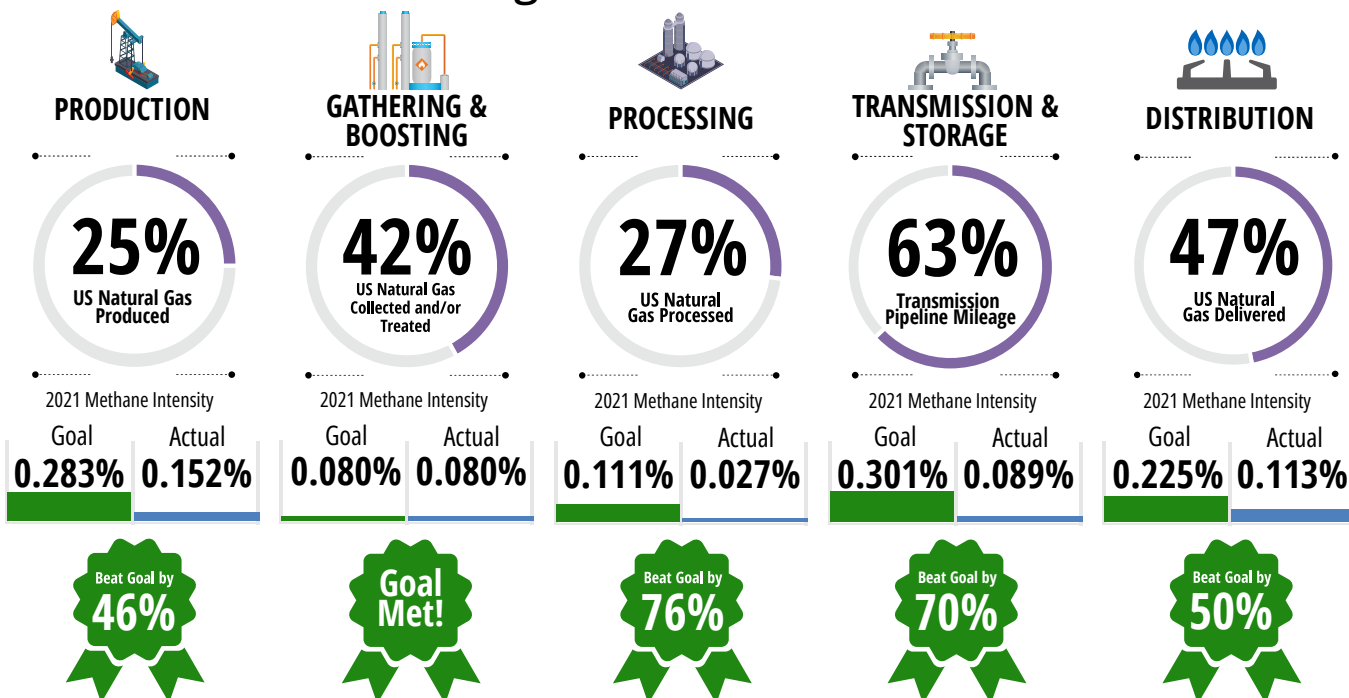 PRODUCTION
25%
US Natural Gas
Produced
2021 Methane Intensity
Goal
Actual
0.283%
0.152%
Beat Goal by
46%
GATHERING &
BOOSTING
42%
US Natural Gas
Collected and/or
Treated
2021 Methane Intensity
Goal
Actual
0.080%
0.080%
Goal
Met!
PROCESSING
27%
US Natural
Gas Processed
2021 Methane Intensity
Goal
Actual
0.111%
0.027%
Beat Goal by
76%
TRANSMISSION &
STORAGE
63%
Transmission
Pipeline Mileage
2021 Methane Intensity
Goal
Actual
0.301%
0.089%
Beat Goal by
70%
DISTRIBUTION
47%
US Natural
Gas Delivered
2021 Methane Intensity
Goal
Actual
0.225%
0.113%
Beat Goal by
50%